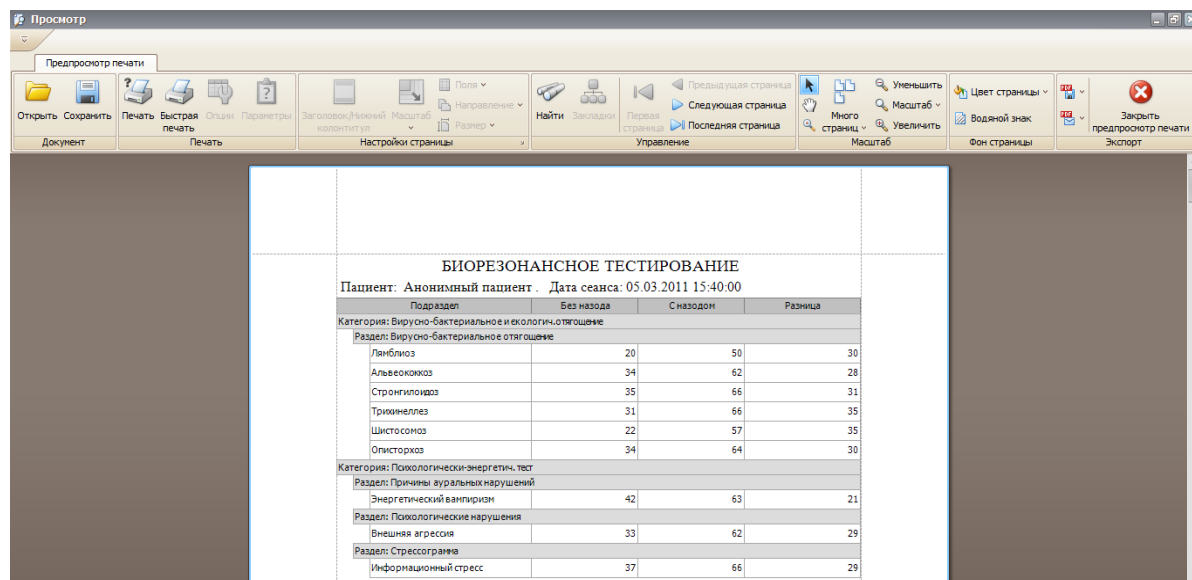 Просмотр
Предпросмотр печати
Открыть Сохранить Печать Быстрая печать Опции Параметры Заголовок/Нижний колонтитул Масштаб Поля Направление Размер Найти Закладки Первая страница Предыдущая страница Следующая страница Последняя страница Много страниц Уменьшить Масштаб Увеличить Цвет страницы Водяной знак PDF PDF Закрыть предпросмотр печати
Документ Печать Настройки страницы Управление Масштаб Фон страницы Экспорт
БИОРЕЗОНАНСНОЕ ТЕСТИРОВАНИЕ
Пациент: Анонимный пациент . Дата сеанса: 05.03.2011 15:40:00
Подраздел Без назода С назодом Разница
Категория: Вирусно-бактериальное и екологич.отягощение
Раздел: Вирусно-бактериальное отягощение
Лямблиоз 20 50 30
Альвеококкоз 34 62 28
Стронгилоидоз 35 66 31
Трихинеллез 31 66 35
Шистосомоз 22 57 35
Описторхоз 34 64 30
Категория: Психологически-энергетич. тест
Раздел: Причины ауральных нарушений
Энергетический вампиризм 42 63 21
Раздел: Психологические нарушения
Внешняя агрессия 33 62 29
Раздел: Стрессограмма
Информационный стресс 37 66 29